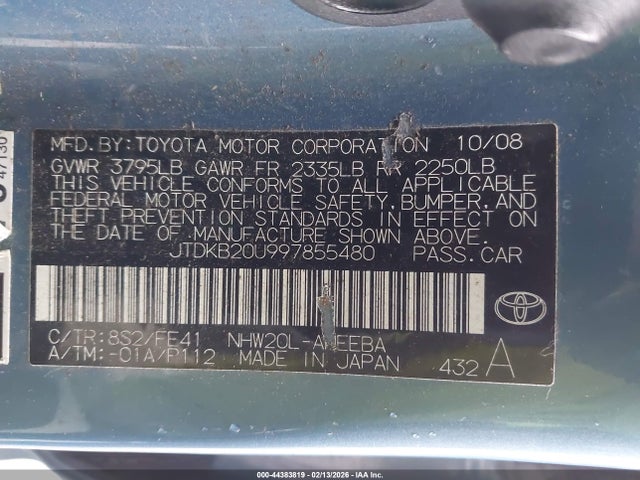 MFD.BY:TOYOTA MOTOR CORPORATION 10/08
GVWR 3795LB GAWR FR 2335LB RR 2250LB
THIS VEHICLE CONFORMS TO ALL APPLICABLE
FEDERAL MOTOR VEHICLE SAFETY, BUMPER, AND
THEFT PREVENTION STANDARDS IN EFFECT ON
THE DATE OF MANUFACTURE SHOWN ABOVE.
JTDKB20U997855480 PASS.CAR
C/TR:8S2/FE41 NHW20L-AHEEBA
A/TM:-01A/P112 MADE IN JAPAN 432 A
TOYOTA
47130
000-44383819 - 02/13/2026 - IAA Inc.